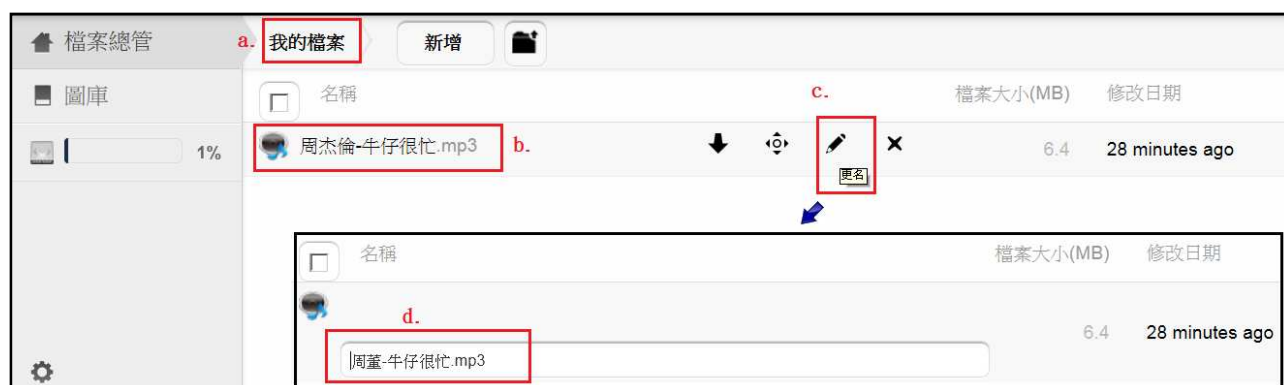 檔案總管
a. 我的檔案 新增
圖庫
名稱 c. 檔案大小(MB) 修改日期
1%
周杰倫-牛仔很忙.mp3 b. 6.4 28 minutes ago
更名
名稱 檔案大小(MB) 修改日期
d. 6.4 28 minutes ago
周董-牛仔很忙.mp3